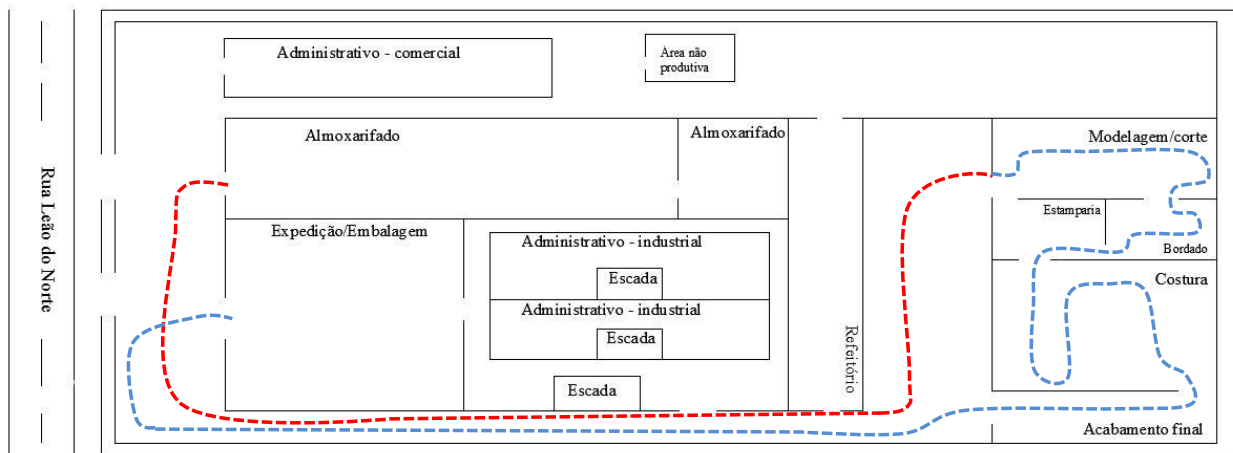 Administrativo - comercial
Área não
produtiva
Almoxarifado
Almoxarifado
Modelagem/corte
Rua Leão do Norte
Estamparia
Expedição/Embalagem
Administrativo - industrial
Bordado
Escada
Costura
Administrativo - industrial
Escada
Refeitório
Escada
Acabamento final